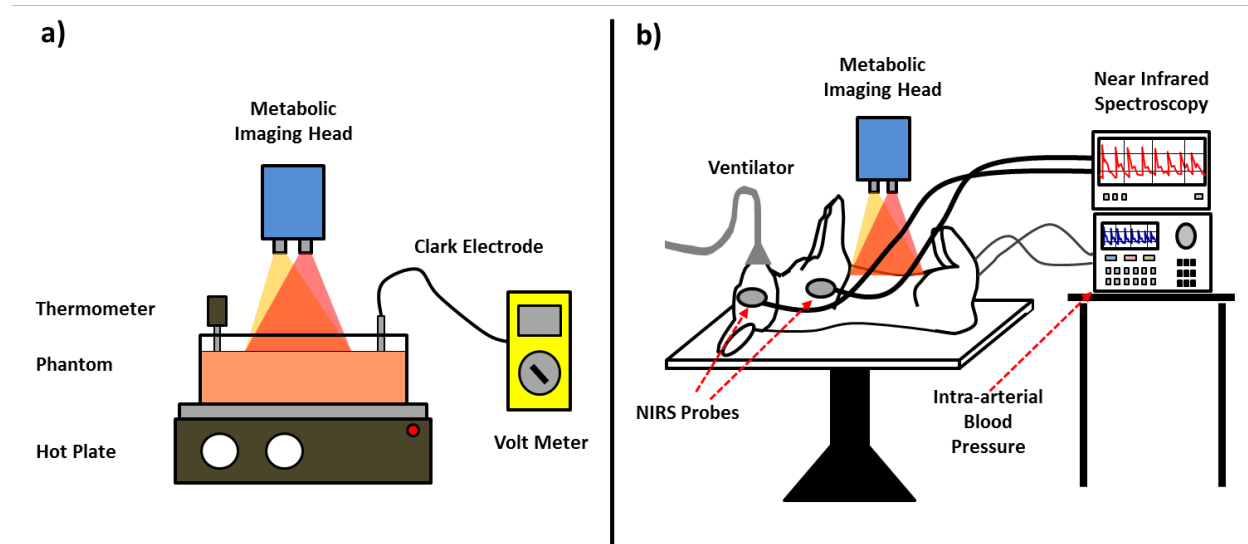 a)
Metabolic
Imaging Head
Clark Electrode
Thermometer
Phantom
Hot Plate
Volt Meter
b)
Metabolic
Imaging Head
Near Infrared
Spectroscopy
Ventilator
NIRS Probes
Intra-arterial
Blood
Pressure